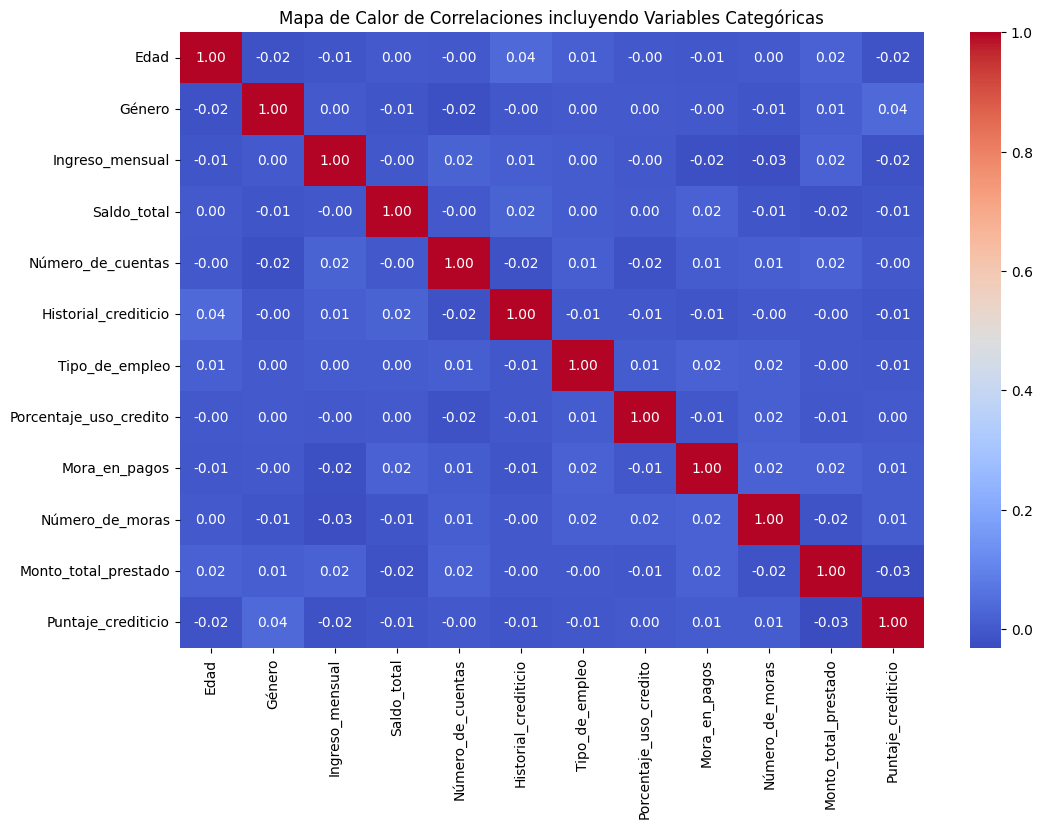 Mapa de Calor de Correlaciones incluyendo Variables Categóricas
Edad 1.00 -0.02 -0.01 0.00 -0.00 0.04 0.01 -0.00 -0.01 0.00 0.02 -0.02
Género -0.02 1.00 0.00 -0.01 -0.02 -0.00 0.00 0.00 -0.00 -0.01 0.01 0.04
Ingreso_mensual -0.01 0.00 1.00 -0.00 0.02 0.01 0.00 -0.00 -0.02 -0.03 0.02 -0.02
Saldo_total 0.00 -0.01 -0.00 1.00 -0.00 0.02 0.00 0.00 0.02 -0.01 -0.02 -0.01
Número_de_cuentas -0.00 -0.02 0.02 -0.00 1.00 -0.02 0.01 -0.02 0.01 0.01 0.02 -0.00
Historial_crediticio 0.04 -0.00 0.01 0.02 -0.02 1.00 -0.01 -0.01 -0.01 -0.00 -0.00 -0.01
Tipo_de_empleo 0.01 0.00 0.00 0.00 0.01 -0.01 1.00 0.01 0.02 0.02 -0.00 -0.01
Porcentaje_uso_credito -0.00 0.00 -0.00 0.00 -0.02 -0.01 0.01 1.00 -0.01 0.02 -0.01 0.00
Mora_en_pagos -0.01 -0.00 -0.02 0.02 0.01 -0.01 0.02 -0.01 1.00 0.02 0.02 0.01
Número_de_moras 0.00 -0.01 -0.03 -0.01 0.01 -0.00 0.02 0.02 0.02 1.00 -0.02 0.01
Monto_total_prestado 0.02 0.01 0.02 -0.02 0.02 -0.00 -0.00 -0.01 0.02 -0.02 1.00 -0.03
Puntaje_crediticio -0.02 0.04 -0.02 -0.01 -0.00 -0.01 -0.01 0.00 0.01 0.01 -0.03 1.00
Edad
Género
Ingreso_mensual
Saldo_total
Número_de_cuentas
Historial_crediticio
Tipo_de_empleo
Porcentaje_uso_credito
Mora_en_pagos
Número_de_moras
Monto_total_prestado
Puntaje_crediticio
1.0
0.8
0.6
0.4
0.2
0.0